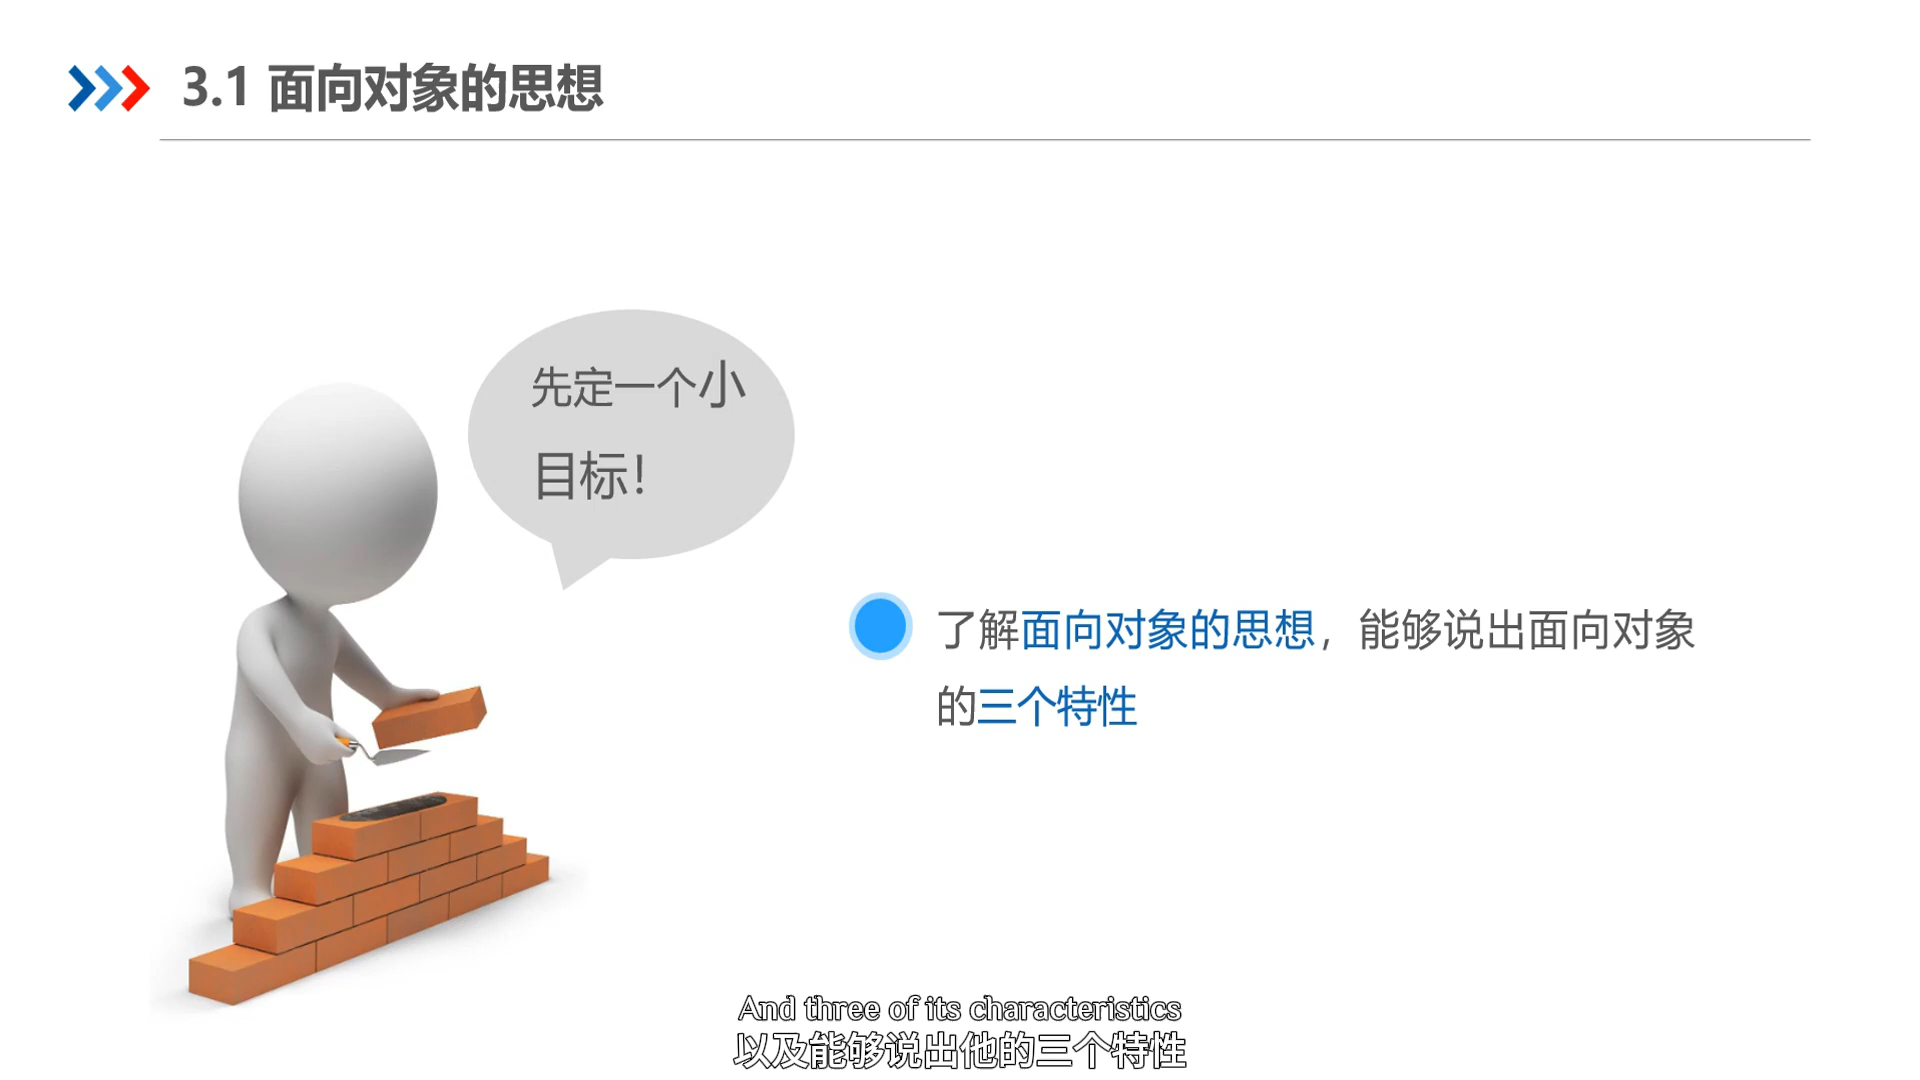 3.1 面向对象的思想
先定一个小
目标！
了解面向对象的思想，能够说出面向对象
的三个特性
And three of its characteristics
以及能够说出他的三个特性